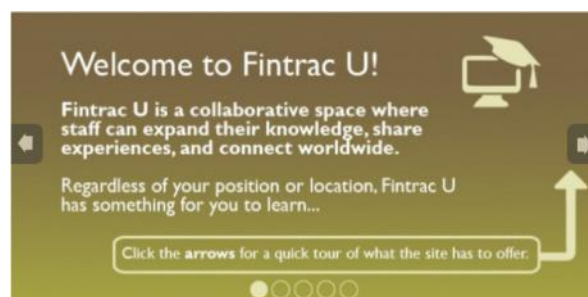 Welcome to Fintrac U!
Fintrac U is a collaborative space where
staff can expand their knowledge, share
experiences, and connect worldwide.
Regardless of your position or location, Fintrac U
has something for you to learn...
Click the arrows for a quick tour of what the site has to offer.